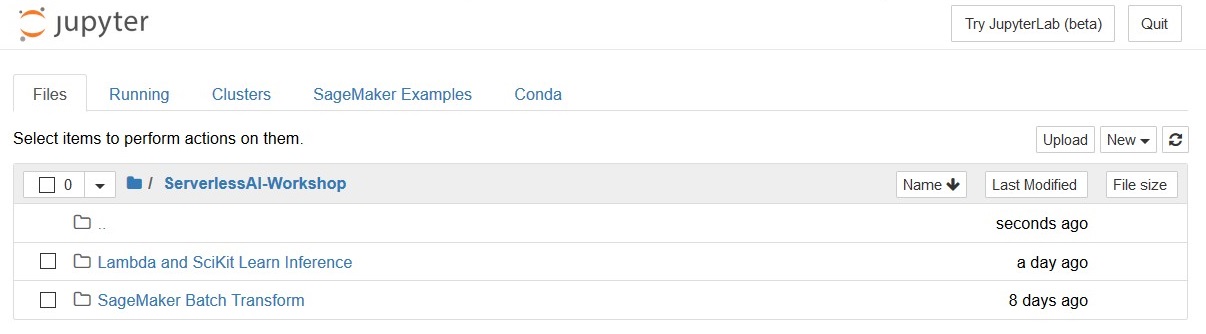 jupyter Try JupyterLab (beta) Quit
Files Running Clusters SageMaker Examples Conda
Select items to perform actions on them. Upload New
0 / ServerlessAI-Workshop Name Last Modified File size
.. seconds ago
Lambda and SciKit Learn Inference a day ago
SageMaker Batch Transform 8 days ago